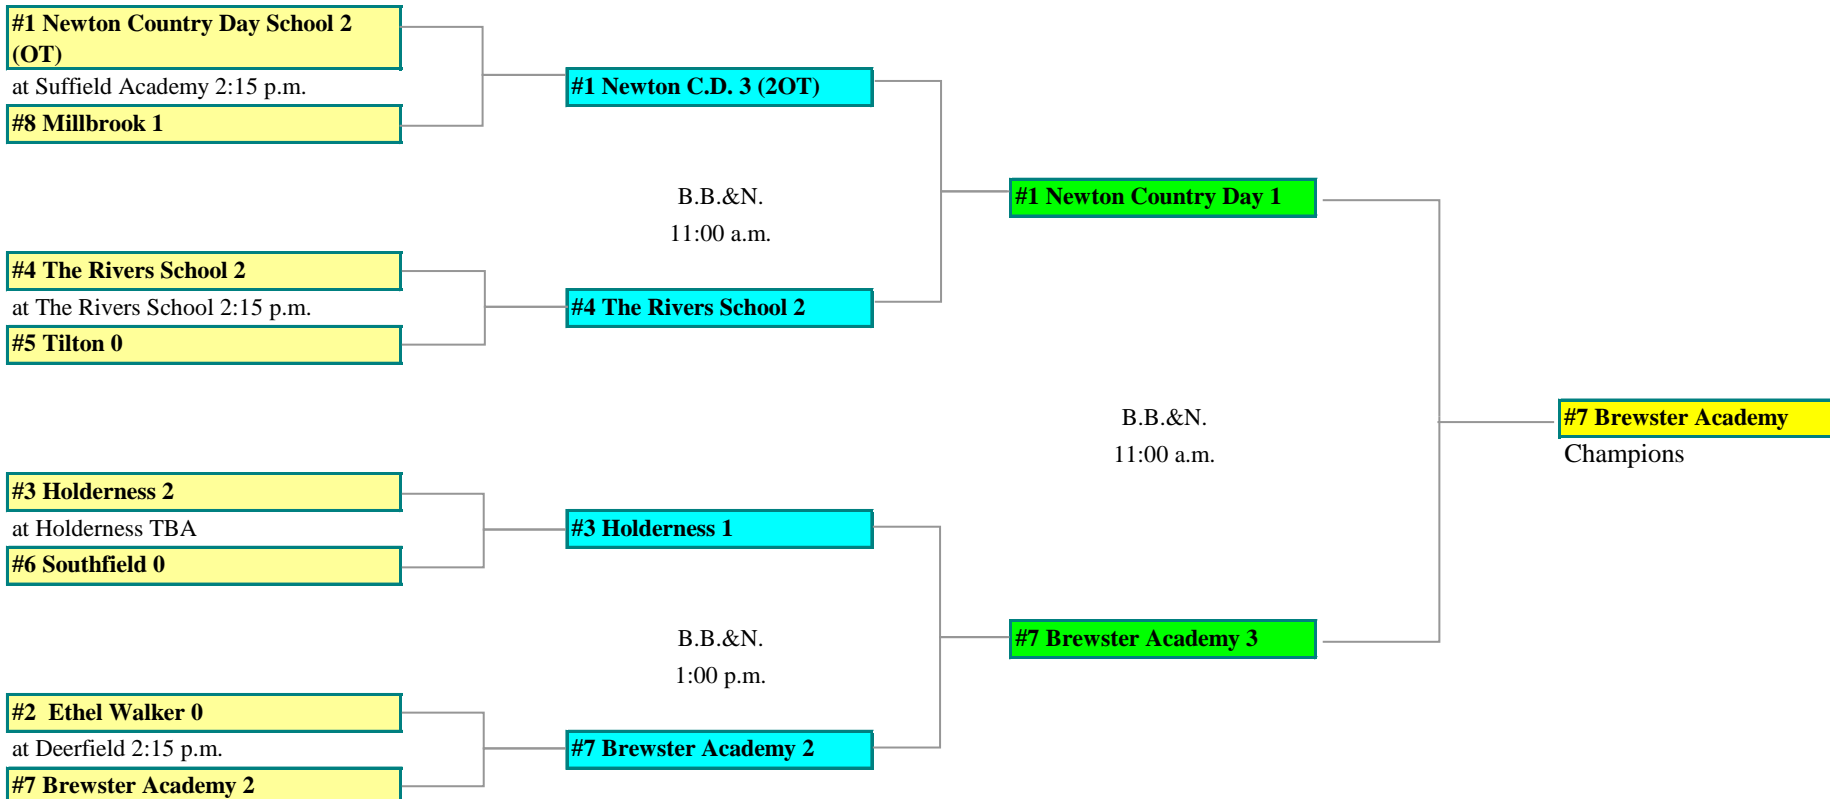 #1 Newton Country Day School 2
(OT)
at Suffield Academy 2:15 p.m.
#8 Millbrook 1
#4 The Rivers School 2
at The Rivers School 2:15 p.m.
#5 Tilton 0
#3 Holderness 2
at Holderness TBA
#6 Southfield 0
#2  Ethel Walker 0
at Deerfield 2:15 p.m.
#7 Brewster Academy 2
#1 Newton C.D. 3 (2OT)
B.B.&N.
11:00 a.m.
#4 The Rivers School 2
#3 Holderness 1
B.B.&N.
1:00 p.m.
#7 Brewster Academy 2
#1 Newton Country Day 1
B.B.&N.
11:00 a.m.
#7 Brewster Academy 3
#7 Brewster Academy
Champions